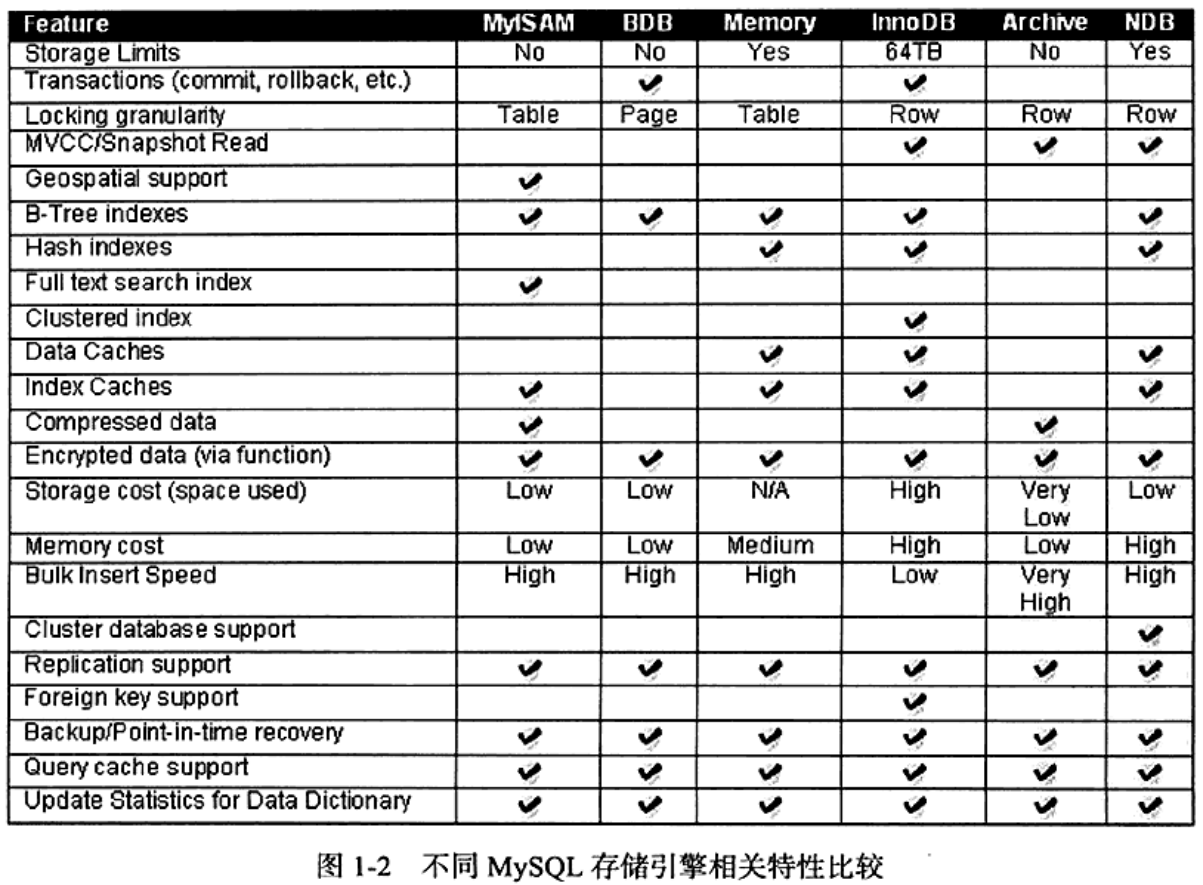 Feature MyISAM BDB Memory InnoDB Archive NDB
Storage Limits No No Yes 64TB No Yes
Transactions (commit, rollback, etc.) ✔ ✔
Locking granularity Table Page Table Row Row Row
MVCC/Snapshot Read ✔ ✔ ✔
Geospatial support ✔
B-Tree indexes ✔ ✔ ✔ ✔ ✔
Hash indexes ✔ ✔ ✔
Full text search index ✔
Clustered index ✔
Data Caches ✔ ✔ ✔
Index Caches ✔ ✔ ✔ ✔
Compressed data ✔ ✔
Encrypted data (via function) ✔ ✔ ✔ ✔ ✔ ✔
Storage cost (space used) Low Low N/A High Very Low
Low
Memory cost Low Low Medium High Low High
Bulk Insert Speed High High High Low Very High
High
Cluster database support ✔
Replication support ✔ ✔ ✔ ✔ ✔ ✔
Foreign key support ✔
Backup/Point-in-time recovery ✔ ✔ ✔ ✔ ✔ ✔
Query cache support ✔ ✔ ✔ ✔ ✔ ✔
Update Statistics for Data Dictionary ✔ ✔ ✔ ✔ ✔ ✔
图 1-2 不同 MySQL 存储引擎相关特性比较